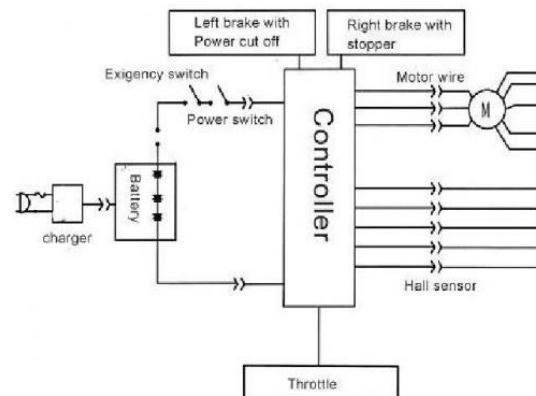 Left brake with
Power cut off
Right brake with
stopper
Exigency switch
Power switch
Motor wire
M
Controller
Battery
charger
Hall sensor
Throttle